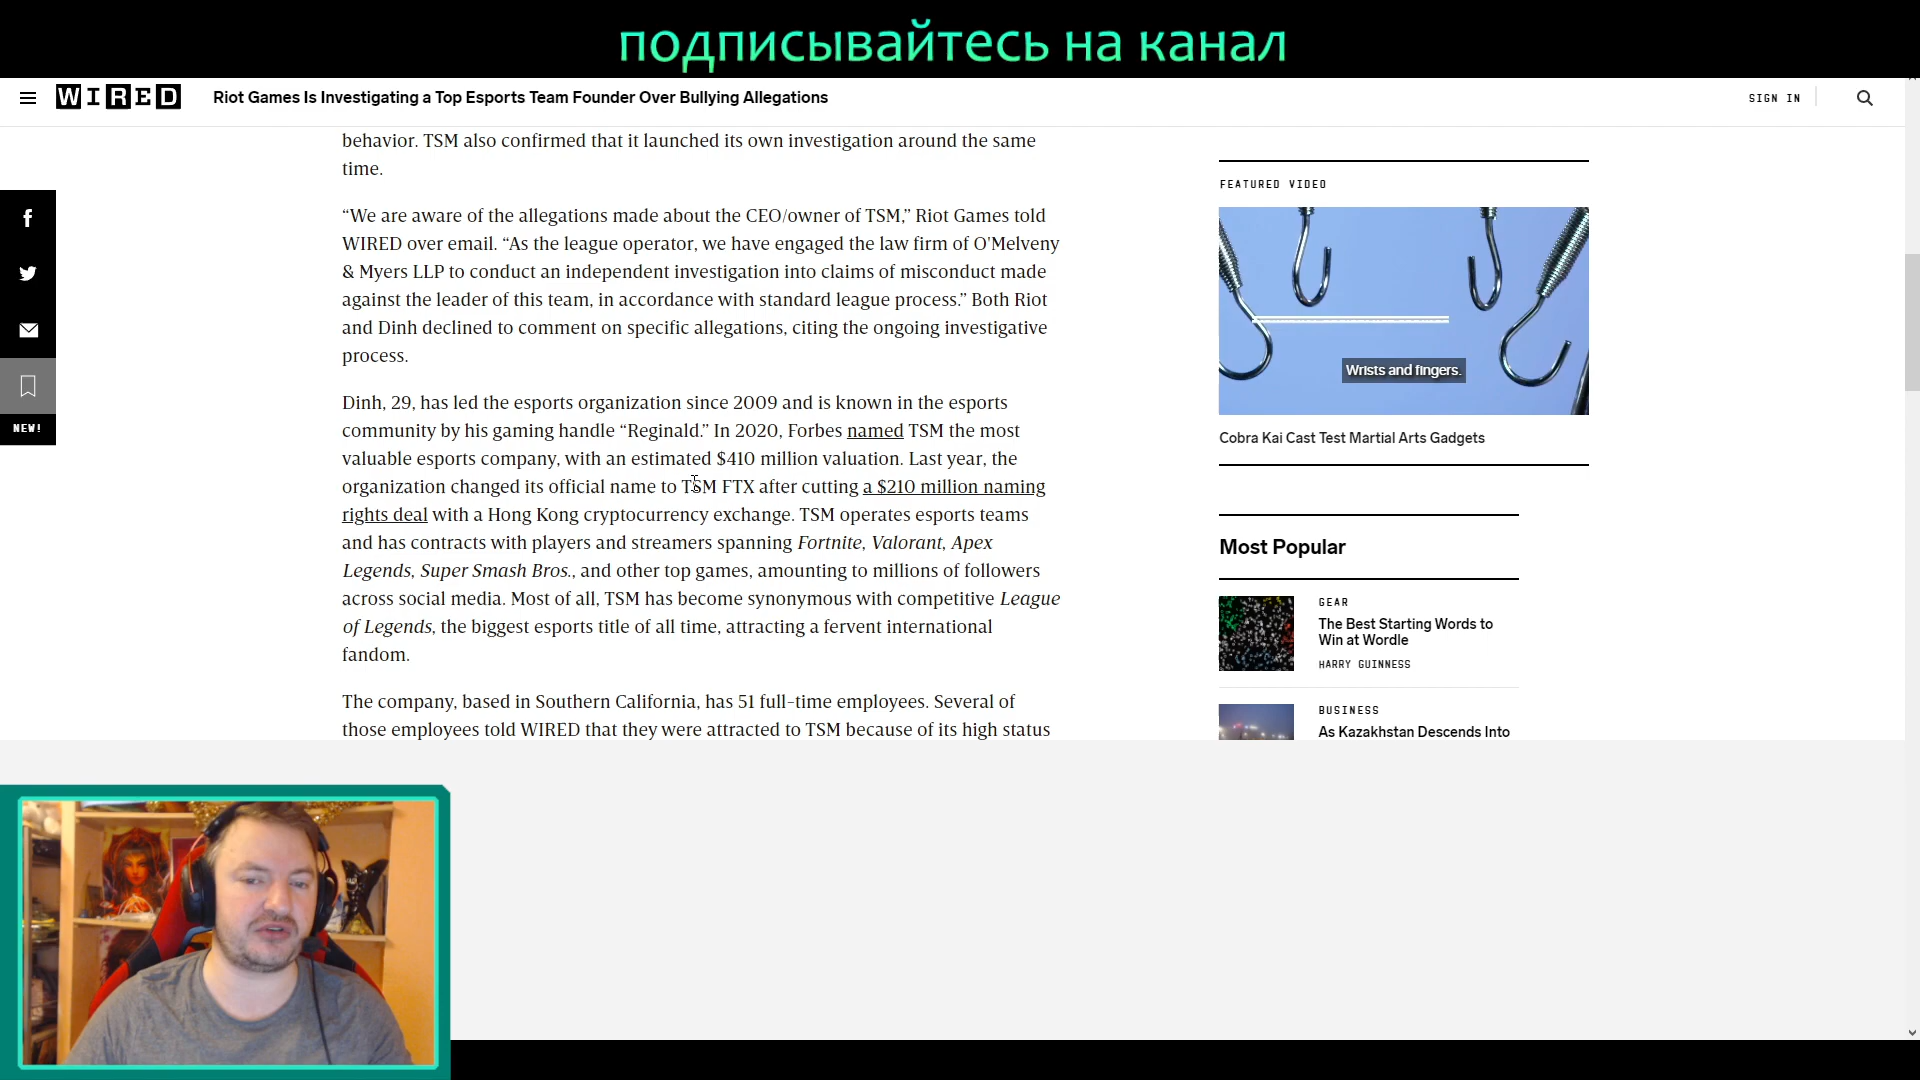 подписывайтесь на канал
WIRED
Riot Games Is Investigating a Top Esports Team Founder Over Bullying Allegations
SIGN IN
behavior. TSM also confirmed that it launched its own investigation around the same
time.
“We are aware of the allegations made about the CEO/owner of TSM,” Riot Games told
WIRED over email. “As the league operator, we have engaged the law firm of O'Melveny
& Myers LLP to conduct an independent investigation into claims of misconduct made
against the leader of this team, in accordance with standard league process.” Both Riot
and Dinh declined to comment on specific allegations, citing the ongoing investigative
process.
Dinh, 29, has led the esports organization since 2009 and is known in the esports
community by his gaming handle “Reginald.” In 2020, Forbes named TSM the most
valuable esports company, with an estimated $410 million valuation. Last year, the
organization changed its official name to TSM FTX after cutting a $210 million naming
rights deal with a Hong Kong cryptocurrency exchange. TSM operates esports teams
and has contracts with players and streamers spanning Fortnite, Valorant, Apex
Legends, Super Smash Bros., and other top games, amounting to millions of followers
across social media. Most of all, TSM has become synonymous with competitive League
of Legends, the biggest esports title of all time, attracting a fervent international
fandom.
The company, based in Southern California, has 51 full-time employees. Several of
those employees told WIRED that they were attracted to TSM because of its high status
NEW!
FEATURED VIDEO
Wrists and fingers.
Cobra Kai Cast Test Martial Arts Gadgets
Most Popular
GEAR
The Best Starting Words to
Win at Wordle
HARRY GUINNESS
BUSINESS
As Kazakhstan Descends Into